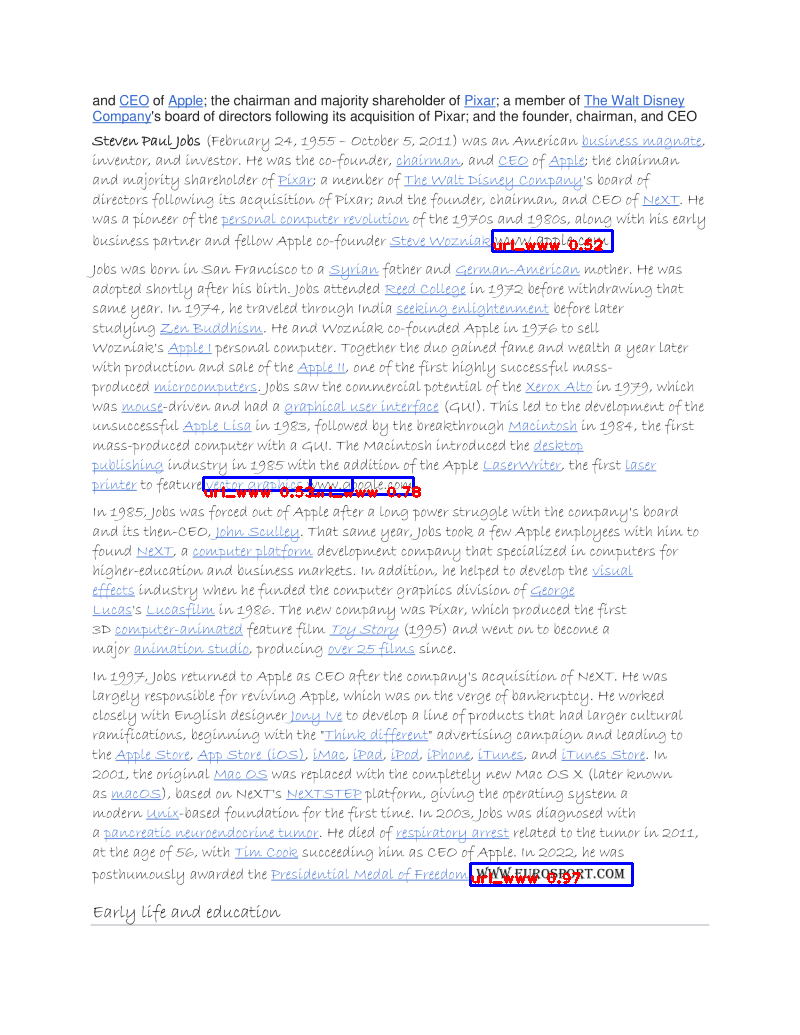 and CEO of Apple; the chairman and majority shareholder of Pixar; a member of The Walt Disney
Company's board of directors following its acquisition of Pixar; and the founder, chairman, and CEO
Steven Paul Jobs (February 24, 1955 – October 5, 2011) was an American business magnate,
inventor, and investor. He was the co-founder, chairman, and CEO of Apple; the chairman
and majority shareholder of Pixar; a member of The Walt Disney Company's board of
directors following its acquisition of Pixar; and the founder, chairman, and CEO of NeXT. He
was a pioneer of the personal computer revolution of the 1970s and 1980s, along with his early
business partner and fellow Apple co-founder Steve Wozniak www.apple.com
url_www 0.52
Jobs was born in San Francisco to a Syrian father and German-American mother. He was
adopted shortly after his birth. Jobs attended Reed College in 1972 before withdrawing that
same year. In 1974, he traveled through India seeking enlightenment before later
studying Zen Buddhism. He and Wozniak co-founded Apple in 1976 to sell
Wozniak's Apple I personal computer. Together the duo gained fame and wealth a year later
with production and sale of the Apple II, one of the first highly successful mass-
produced microcomputers. Jobs saw the commercial potential of the Xerox Alto in 1979, which
was mouse-driven and had a graphical user interface (GUI). This led to the development of the
unsuccessful Apple Lisa in 1983, followed by the breakthrough Macintosh in 1984, the first
mass-produced computer with a GUI. The Macintosh introduced the desktop
publishing industry in 1985 with the addition of the Apple LaserWriter, the first laser
printer to feature vector graphics www.google.com
url_www 0.53 url_www 0.78
In 1985, Jobs was forced out of Apple after a long power struggle with the company's board
and its then-CEO, John Sculley. That same year, Jobs took a few Apple employees with him to
found NeXT, a computer platform development company that specialized in computers for
higher-education and business markets. In addition, he helped to develop the visual
effects industry when he funded the computer graphics division of George
Lucas's Lucasfilm in 1986. The new company was Pixar, which produced the first
3D computer-animated feature film Toy Story (1995) and went on to become a
major animation studio, producing over 25 films since.
In 1997, Jobs returned to Apple as CEO after the company's acquisition of NeXT. He was
largely responsible for reviving Apple, which was on the verge of bankruptcy. He worked
closely with English designer Jony Ive to develop a line of products that had larger cultural
ramifications, beginning with the "Think different" advertising campaign and leading to
the Apple Store, App Store (iOS), iMac, iPad, iPod, iPhone, iTunes, and iTunes Store. In
2001, the original Mac OS was replaced with the completely new Mac OS X (later known
as macOS), based on NeXT's NeXTSTEP platform, giving the operating system a
modern Unix-based foundation for the first time. In 2003, Jobs was diagnosed with
a pancreatic neuroendocrine tumor. He died of respiratory arrest related to the tumor in 2011,
at the age of 56, with Tim Cook succeeding him as CEO of Apple. In 2022, he was
posthumously awarded the Presidential Medal of Freedom WWW.EUROSPORT.COM
url_www 0.97
Early life and education